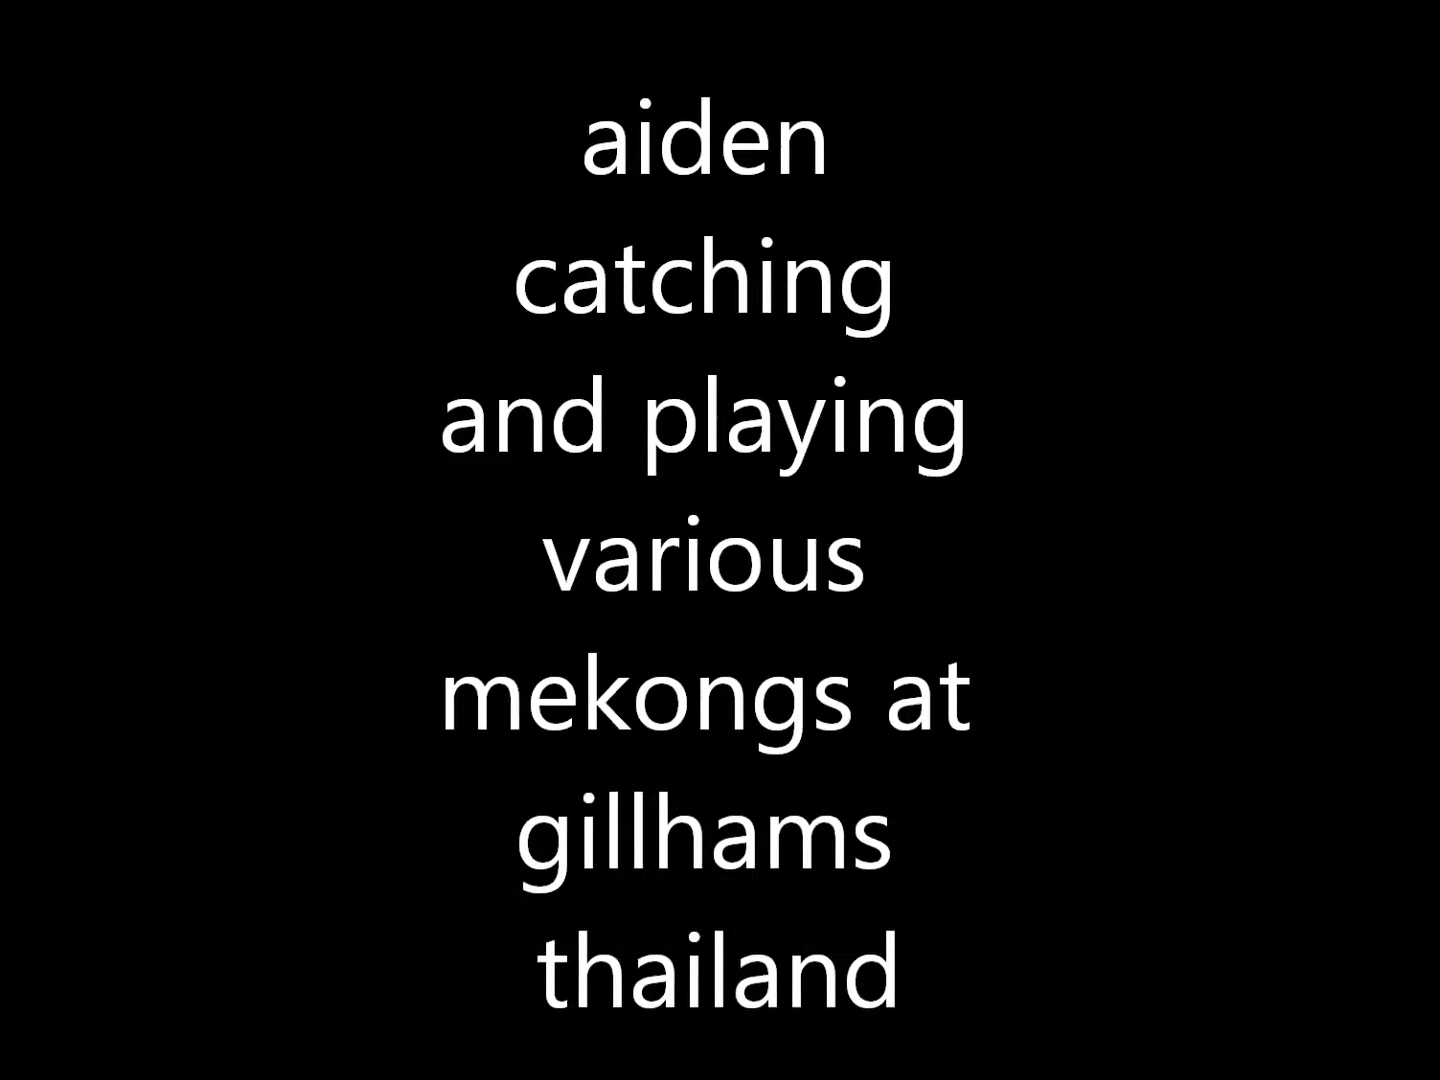 aiden
catching
and playing
various
mekongs at
gillhams
thailand